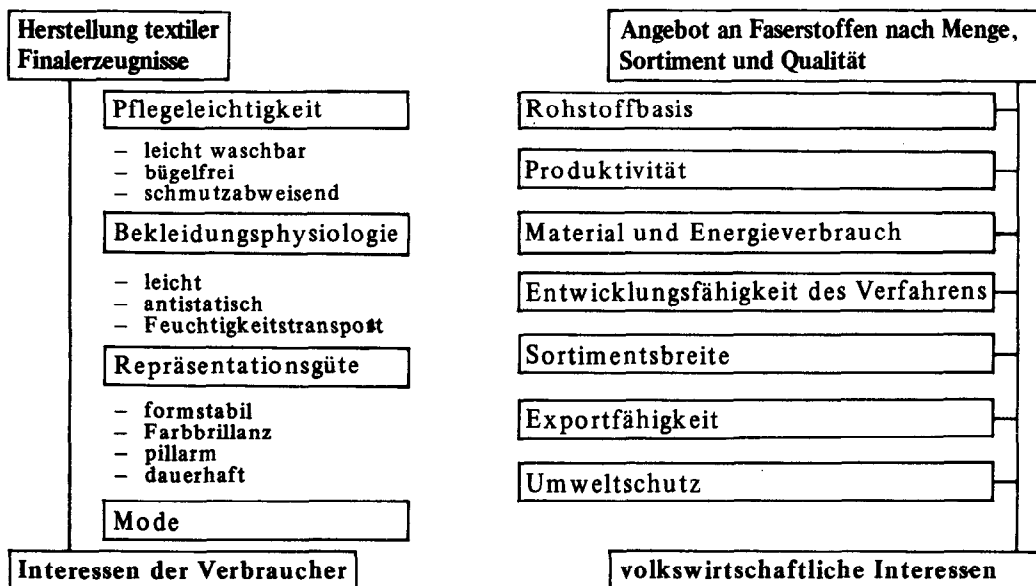 Herstellung textiler
Finalerzeugnisse
Pflegeleichtigkeit
– leicht waschbar
– bügelfrei
– schmutzabweisend
Bekleidungsphysiologie
– leicht
– antistatisch
– Feuchtigkeitstransport
Repräsentationsgüte
– formstabil
– Farbbrillanz
– pillarm
– dauerhaft
Mode
Interessen der Verbraucher
Angebot an Faserstoffen nach Menge,
Sortiment und Qualität
Rohstoffbasis
Produktivität
Material und Energieverbrauch
Entwicklungsfähigkeit des Verfahrens
Sortimentsbreite
Exportfähigkeit
Umweltschutz
volkswirtschaftliche Interessen